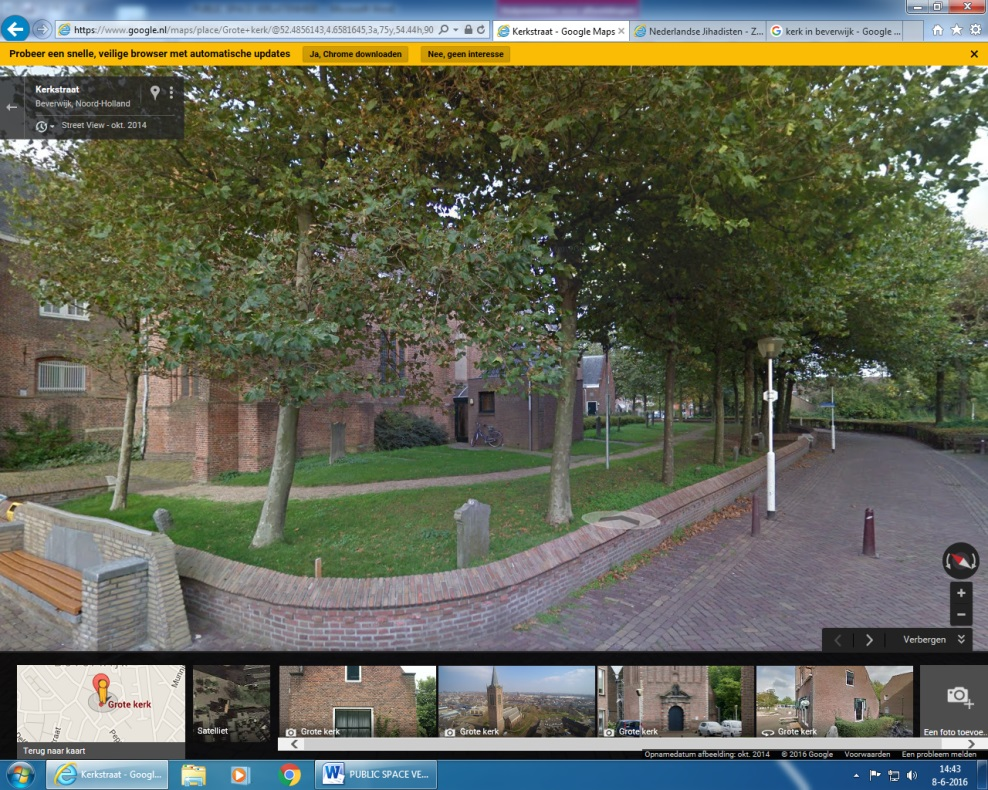 https://www.google.nl/maps/place/Grote+kerk/@52.4856143,4.6581645,3a,75y,54.44h,90
Kerkstraat - Google Maps
Nederlandse Jihadisten - Z...
kerk in beverwijk - Google ...
Probeer een snelle, veilige browser met automatische updates
Ja, Chrome downloaden
Nee, geen interesse
Kerkstraat
Beverwijk, Noord-Holland
Street View - okt. 2014
Verbergen
Grote kerk
Terug naar kaart
Satelliet
Grote kerk
Grote kerk
Grote kerk
Grote kerk
Een foto toevoe...
Opnamedatum afbeelding: okt. 2014 © 2016 Google Voorwaarden Een probleem melden
Kerkstraat - Googl...
PUBLIC SPACE VE...
14:43
8-6-2016